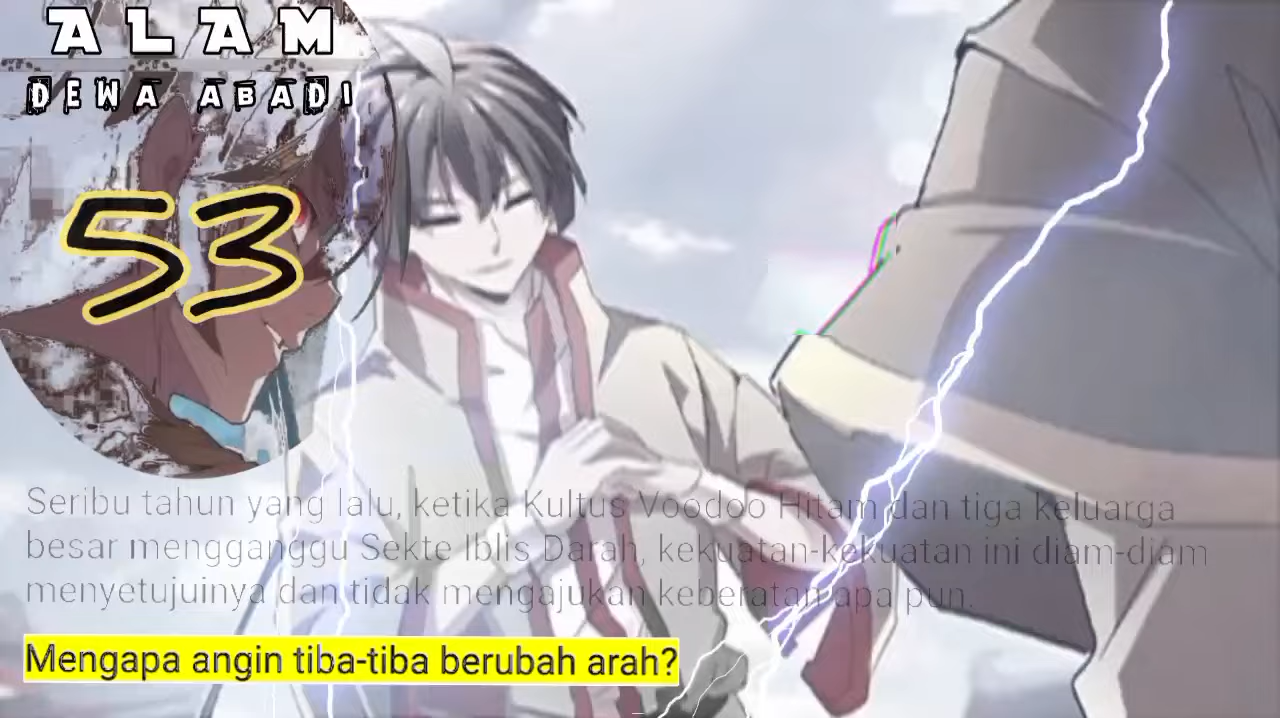 ALAM
DEWA ABADI
53
Seribu tahun yang lalu, ketika Kultus Voodoo Hitam dan tiga keluarga
besar mengganggu Sekte Iblis Darah, kekuatan-kekuatan ini diam-diam
menyetujuinya dan tidak mengajukan keberatan apa pun.
Mengapa angin tiba-tiba berubah arah?